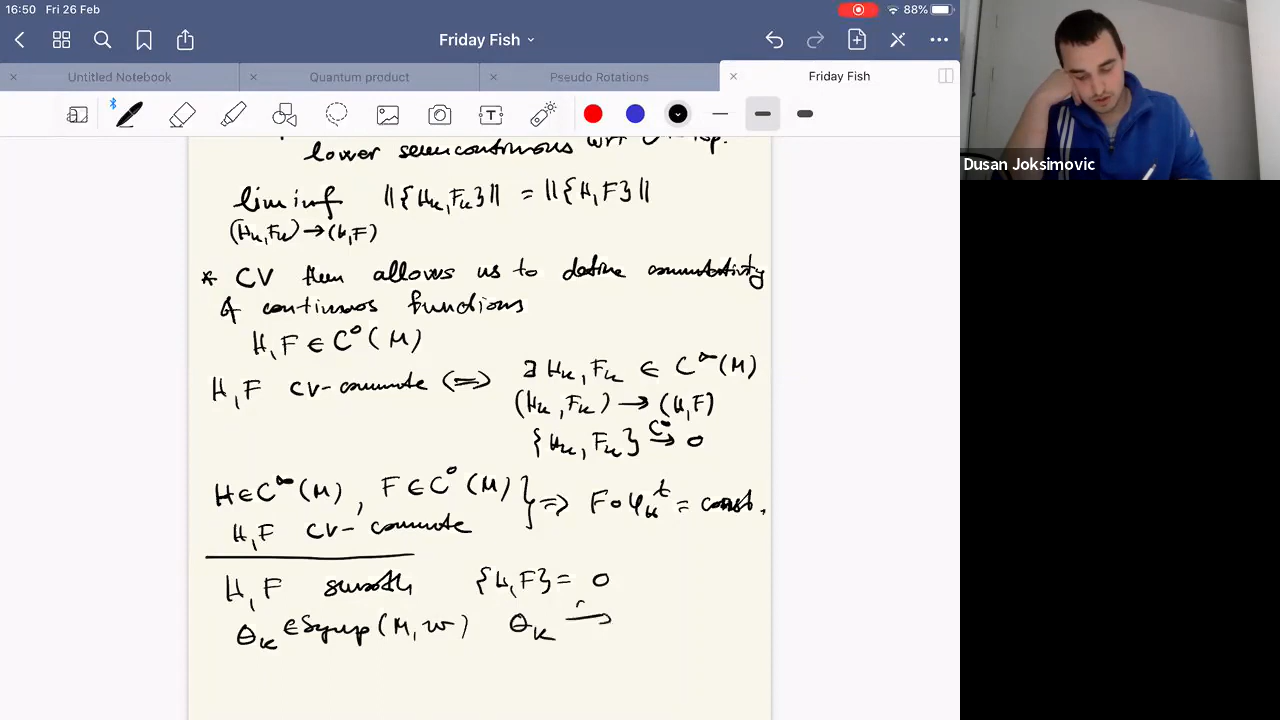 16:50 Fri 26 Feb
88%
Friday Fish
Untitled Notebook
Quantum product
Pseudo Rotations
Friday Fish
T
Dusan Joksimovic
lower semicontinuous wrt C⁰-top.
lim inf ||{H_k, F_k}|| = ||{H, F}||
(H_k, F_k) → (H, F)
* CV then allows us to define commutativity
of continuos functions
H, F ∈ C⁰(M)
H, F CV-commute ⟺ ∃ H_k, F_k ∈ C^∞(M)
(H_k, F_k) → (H, F)
{H_k, F_k} →^{C⁰} 0
H ∈ C^∞(M), F ∈ C⁰(M) } ⇒ F∘φ_H^t = const.
H, F CV-commute
H, F smooth {H, F} = 0
θ_k ∈ Symp(M, ω) θ_k →